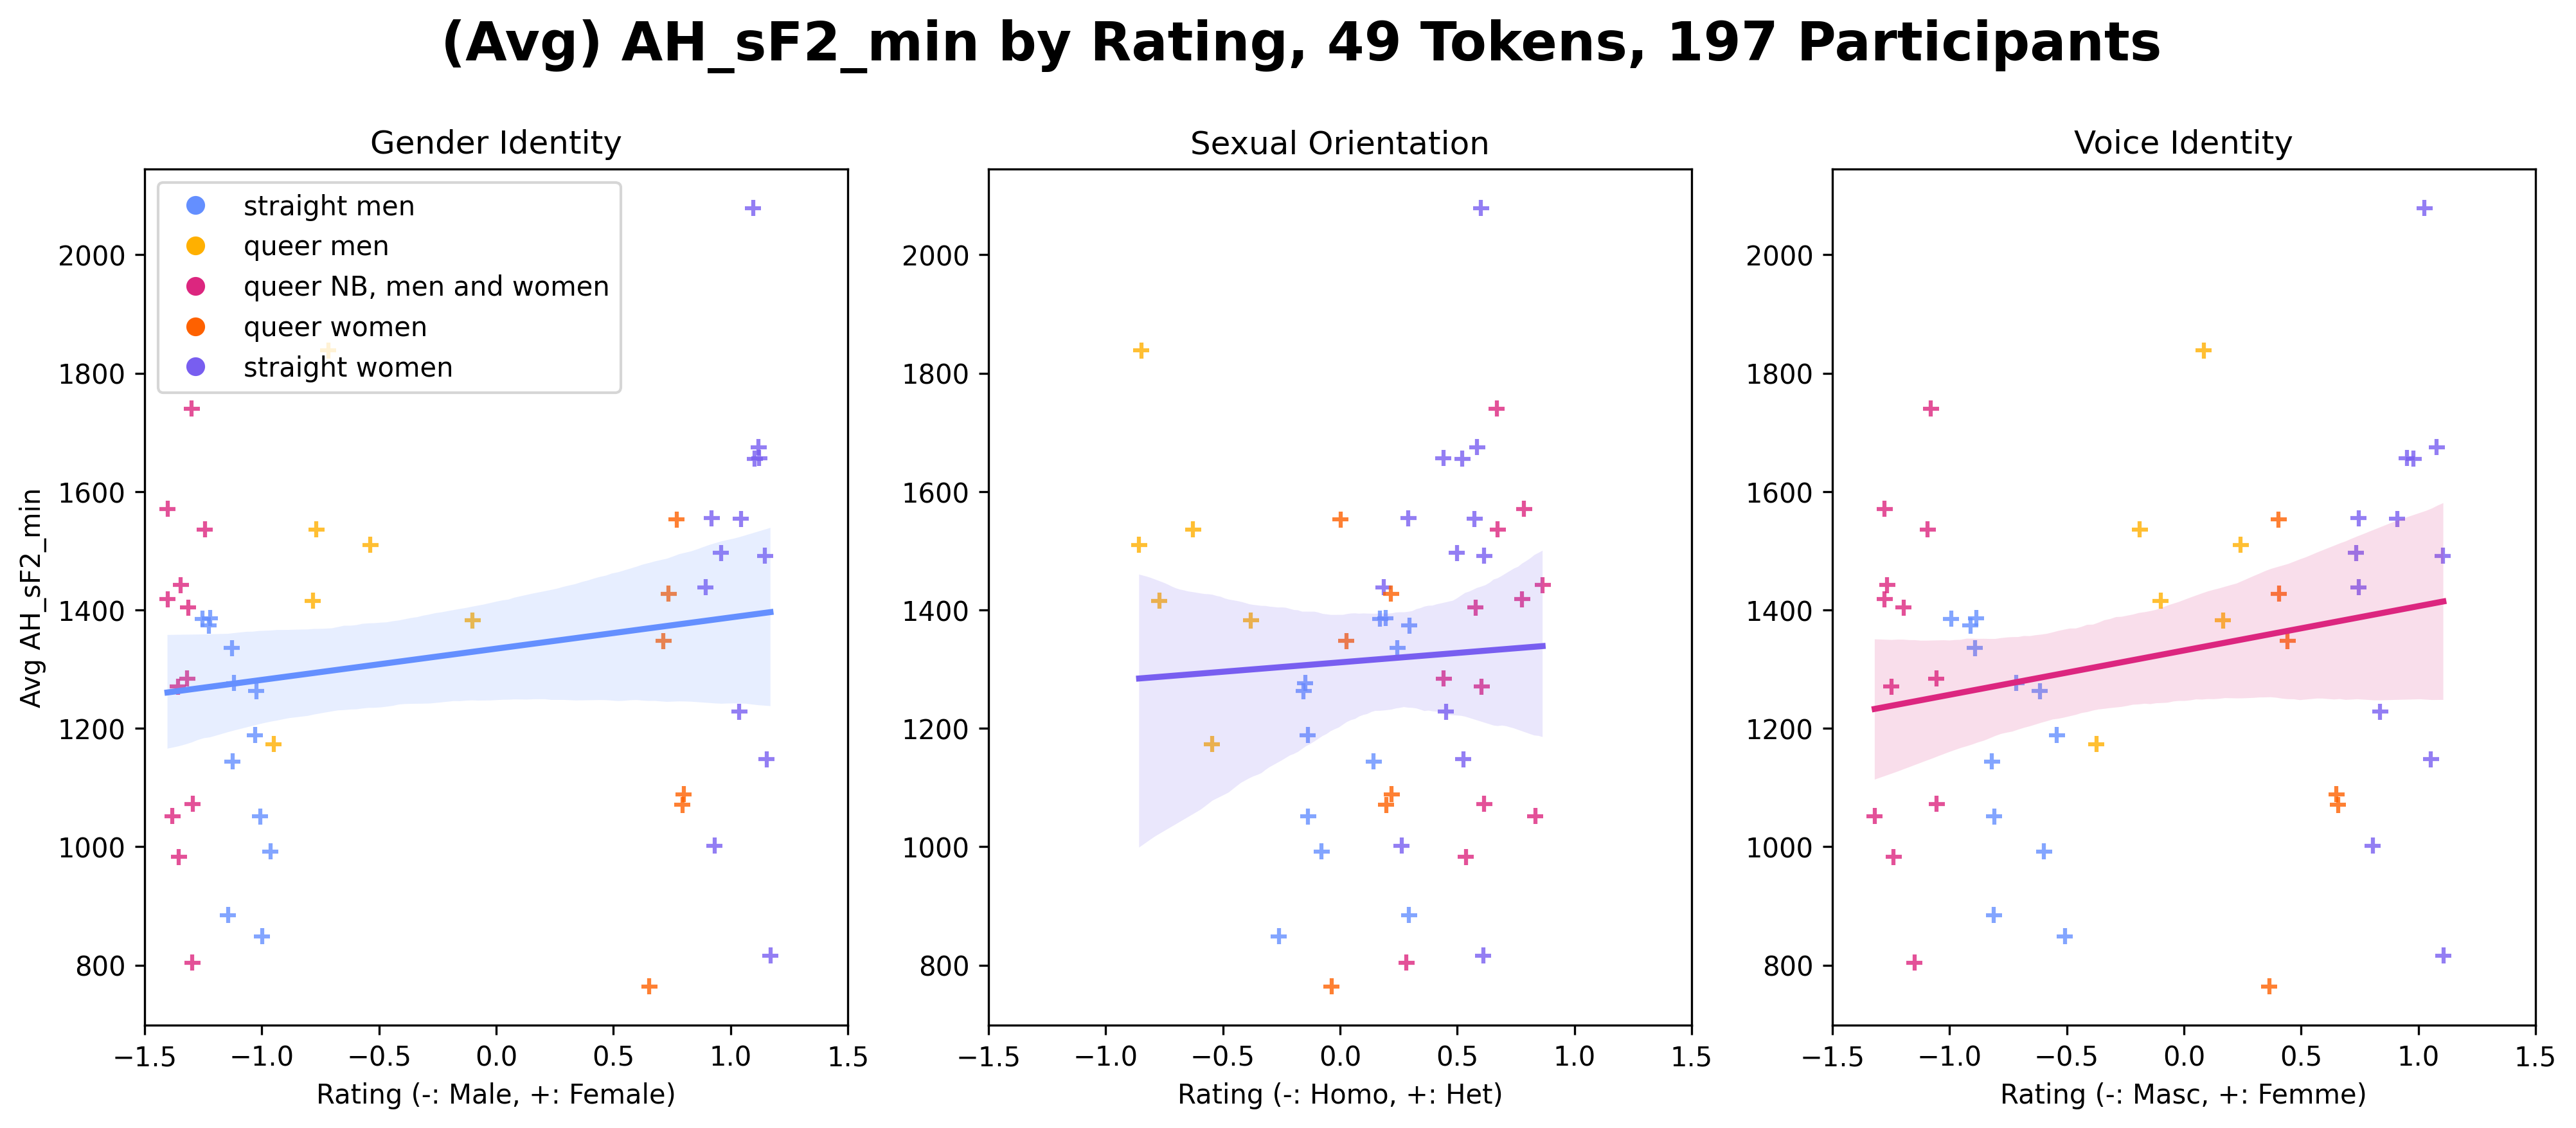 (Avg) AH_sF2_min by Rating, 49 Tokens, 197 Participants
Gender Identity
straight men
queer men
queer NB, men and women
queer women
straight women
Avg AH_sF2_min
2000
1800
1600
1400
1200
1000
800
−1.5 −1.0 −0.5 0.0 0.5 1.0 1.5
Rating (-: Male, +: Female)
Sexual Orientation
2000
1800
1600
1400
1200
1000
800
−1.5 −1.0 −0.5 0.0 0.5 1.0 1.5
Rating (-: Homo, +: Het)
Voice Identity
2000
1800
1600
1400
1200
1000
800
−1.5 −1.0 −0.5 0.0 0.5 1.0 1.5
Rating (-: Masc, +: Femme)